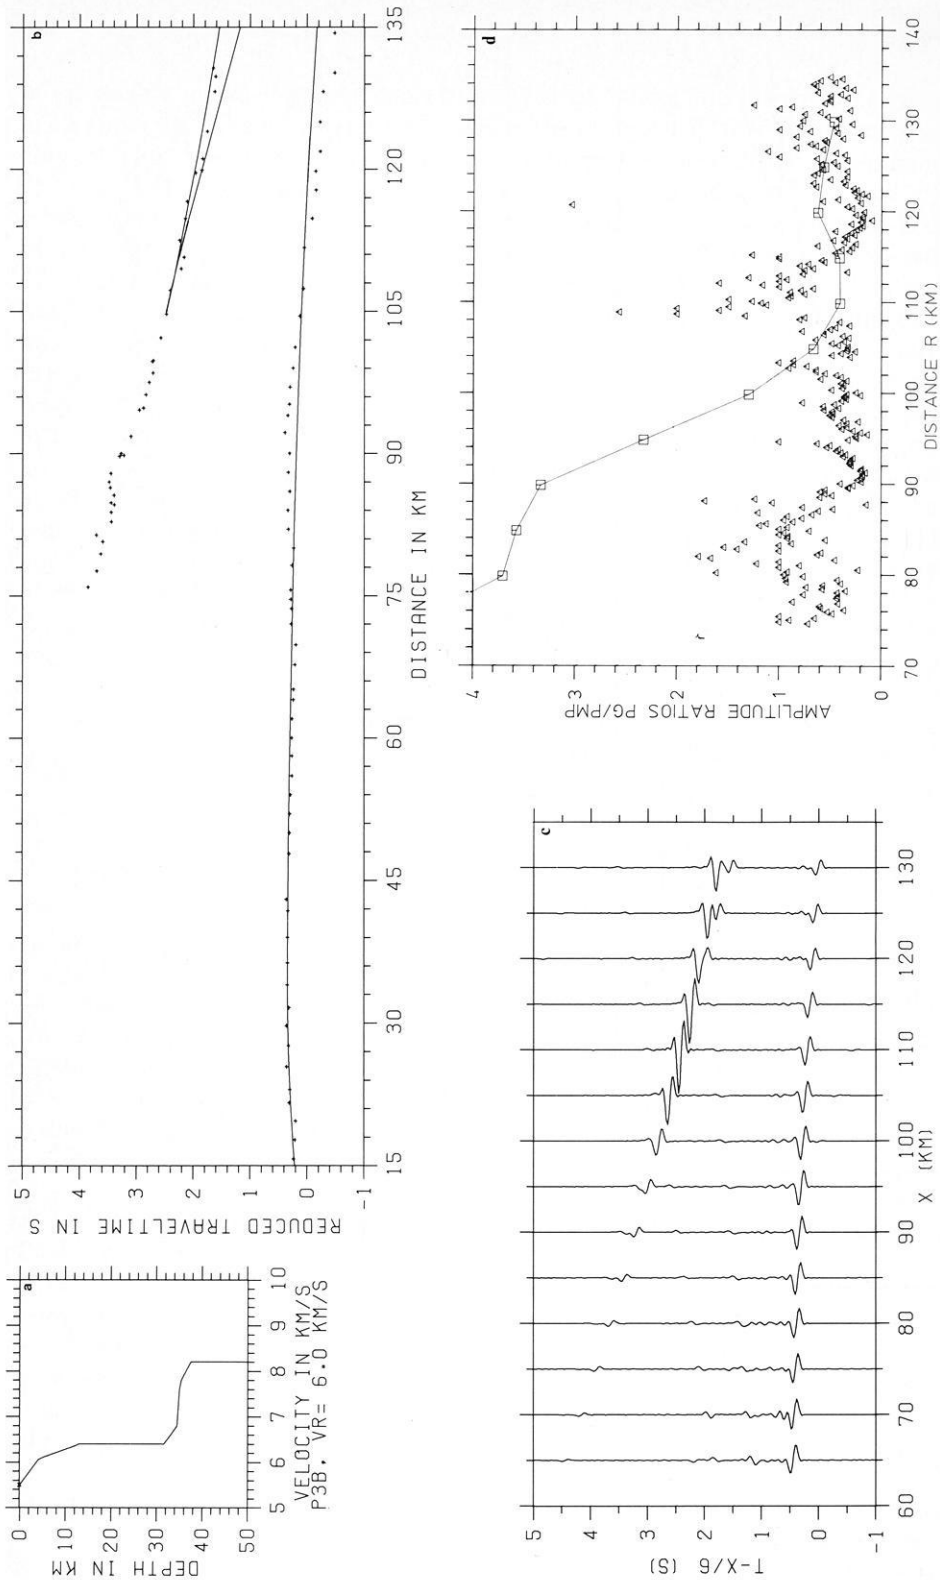 a
0 10 20 30 40 50
DEPTH IN KM
5 6 7 8 9 10
VELOCITY IN KM/S
P3B, VR= 6.0 KM/S
b
5 4 3 2 1 0 -1
REDUCED TRAVELTIME IN S
15 30 45 60 75 90 105 120 135
DISTANCE IN KM
c
5 4 3 2 1 0 -1
T-X/6 (S)
60 70 80 90 100 110 120 130
X (KM)
d
4 3 2 1 0
AMPLITUDE RATIOS PG/PMP
70 80 90 100 110 120 130 140
DISTANCE R (KM)